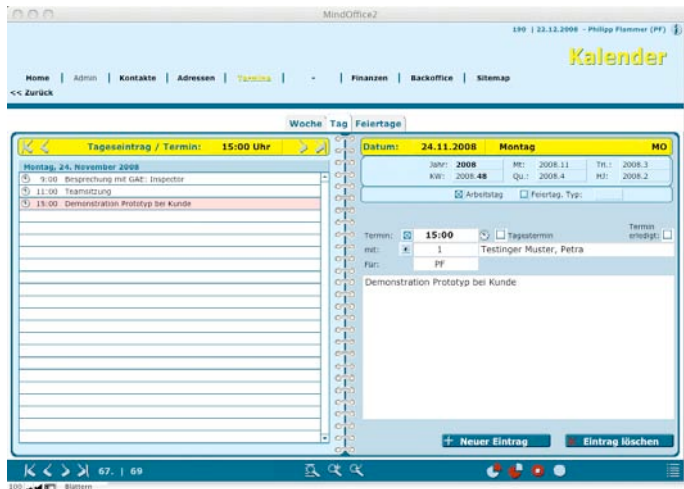 MindOffice2
190 | 22.12.2008 - Philipp Flammer (PF)
Kalender
Home | Admin | Kontakte | Adressen | Termine | - | Finanzen | Backoffice | Sitemap
<< Zurück
Woche Tag Feiertage
Tageseintrag / Termin: 15:00 Uhr
Montag, 24. November 2008
9:00 Besprechung mit GAE: Inspector
11:00 Teamsitzung
15:00 Demonstration Prototyp bei Kunde
Datum: 24.11.2008 Montag MO
Jahr: 2008 Mt: 2008.11 Tri.: 2008.3
KW: 2008.48 Qu.: 2008.4 HJ: 2008.2
Arbeitstag Feiertag, Typ:
Termin: 15:00 Tagestermin Termin erledigt:
mit: 1 Testinger Muster, Petra
Für: PF
Demonstration Prototyp bei Kunde
Neuer Eintrag Eintrag löschen
67. | 69
100 Blättern